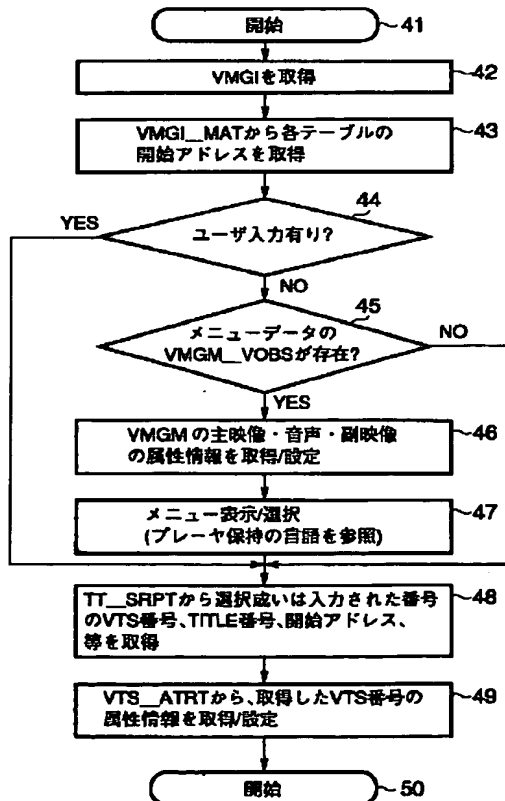 開始
41
VMGIを取得
42
VMGI__MATから各テーブルの
開始アドレスを取得
43
44
YES
ユーザ入力有り?
NO
45
メニューデータの
VMGM__VOBSが存在?
NO
YES
VMGMの主映像・音声・副映像
の属性情報を取得/設定
46
メニュー表示/選択
(プレーヤ保持の言語を参照)
47
TT__SRPTから選択或いは入力された番号
のVTS番号、TITLE番号、開始アドレス、
等を取得
48
VTS__ATRTから、取得したVTS番号の
属性情報を取得/設定
49
開始
50